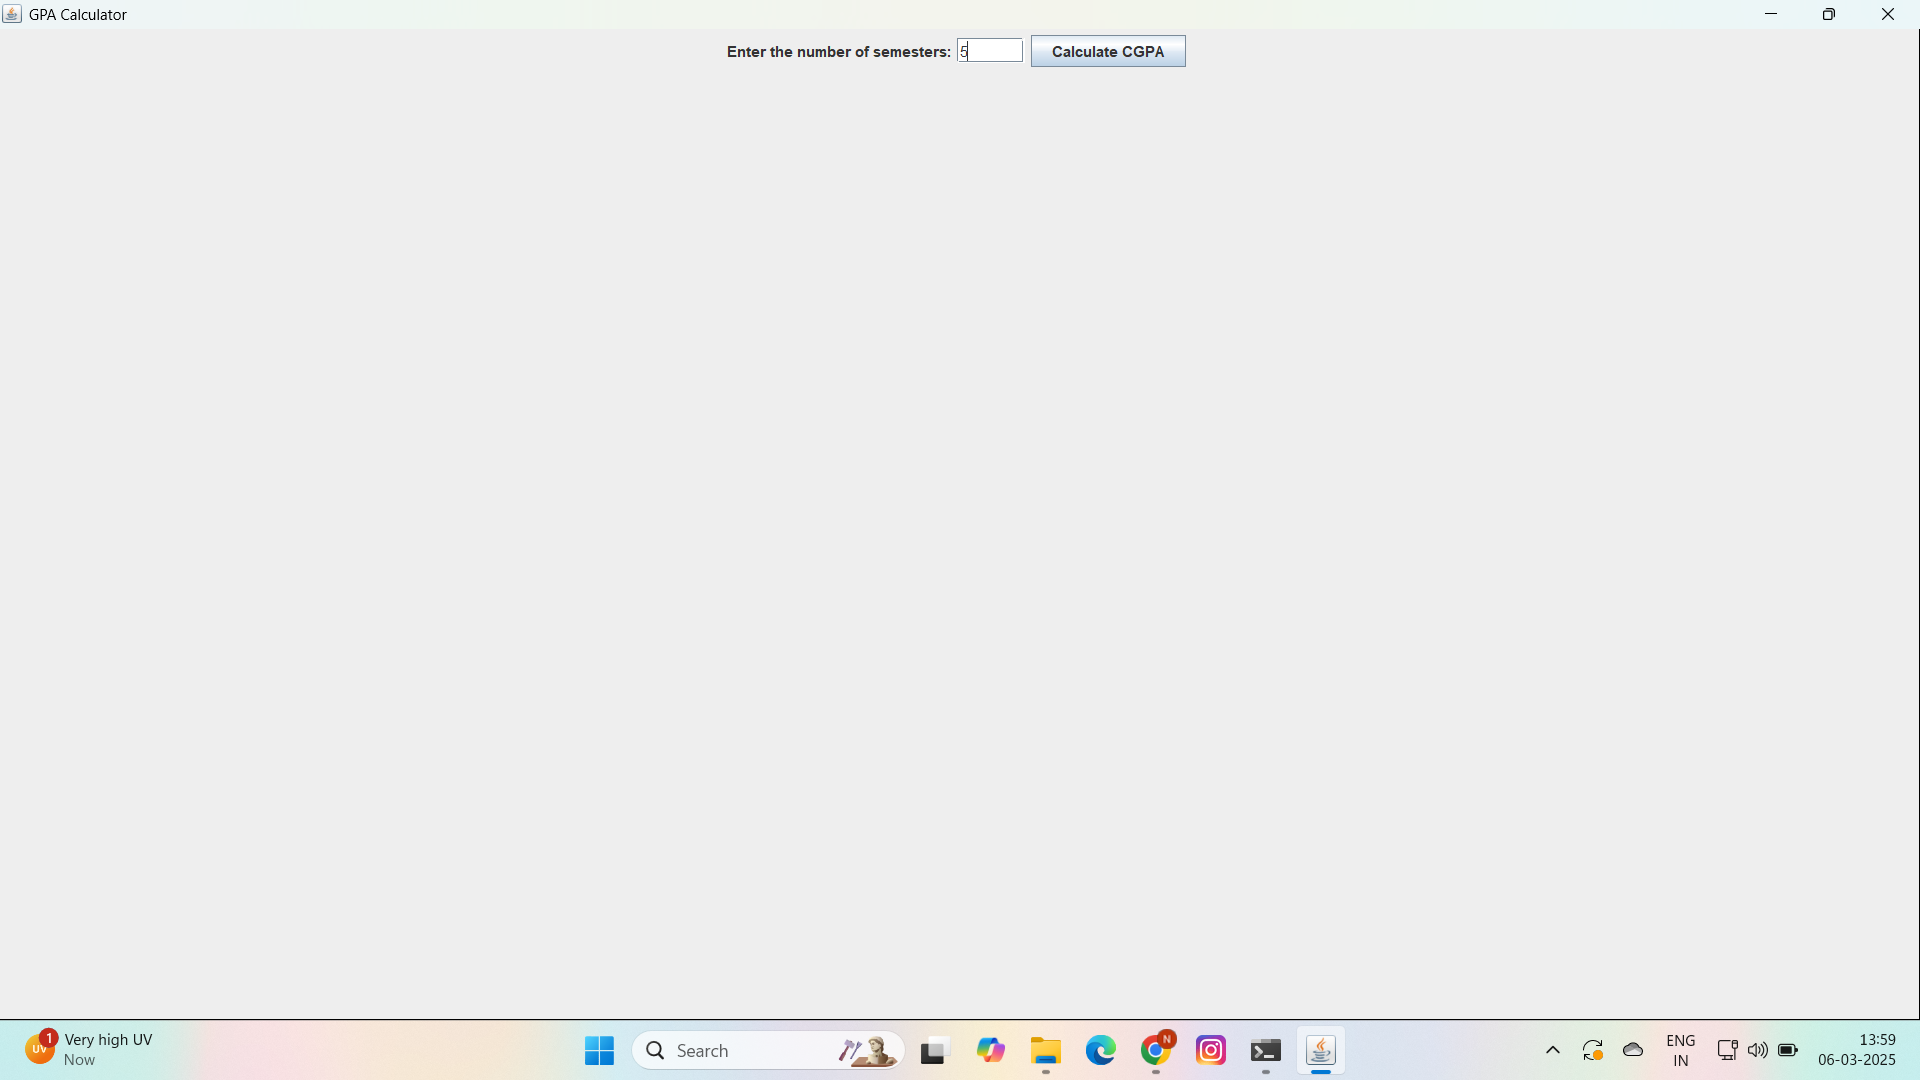 GPA Calculator
Enter the number of semesters: 5 Calculate CGPA
1
UV
Very high UV
Now
Search
N
ENG
IN
13:59
06-03-2025